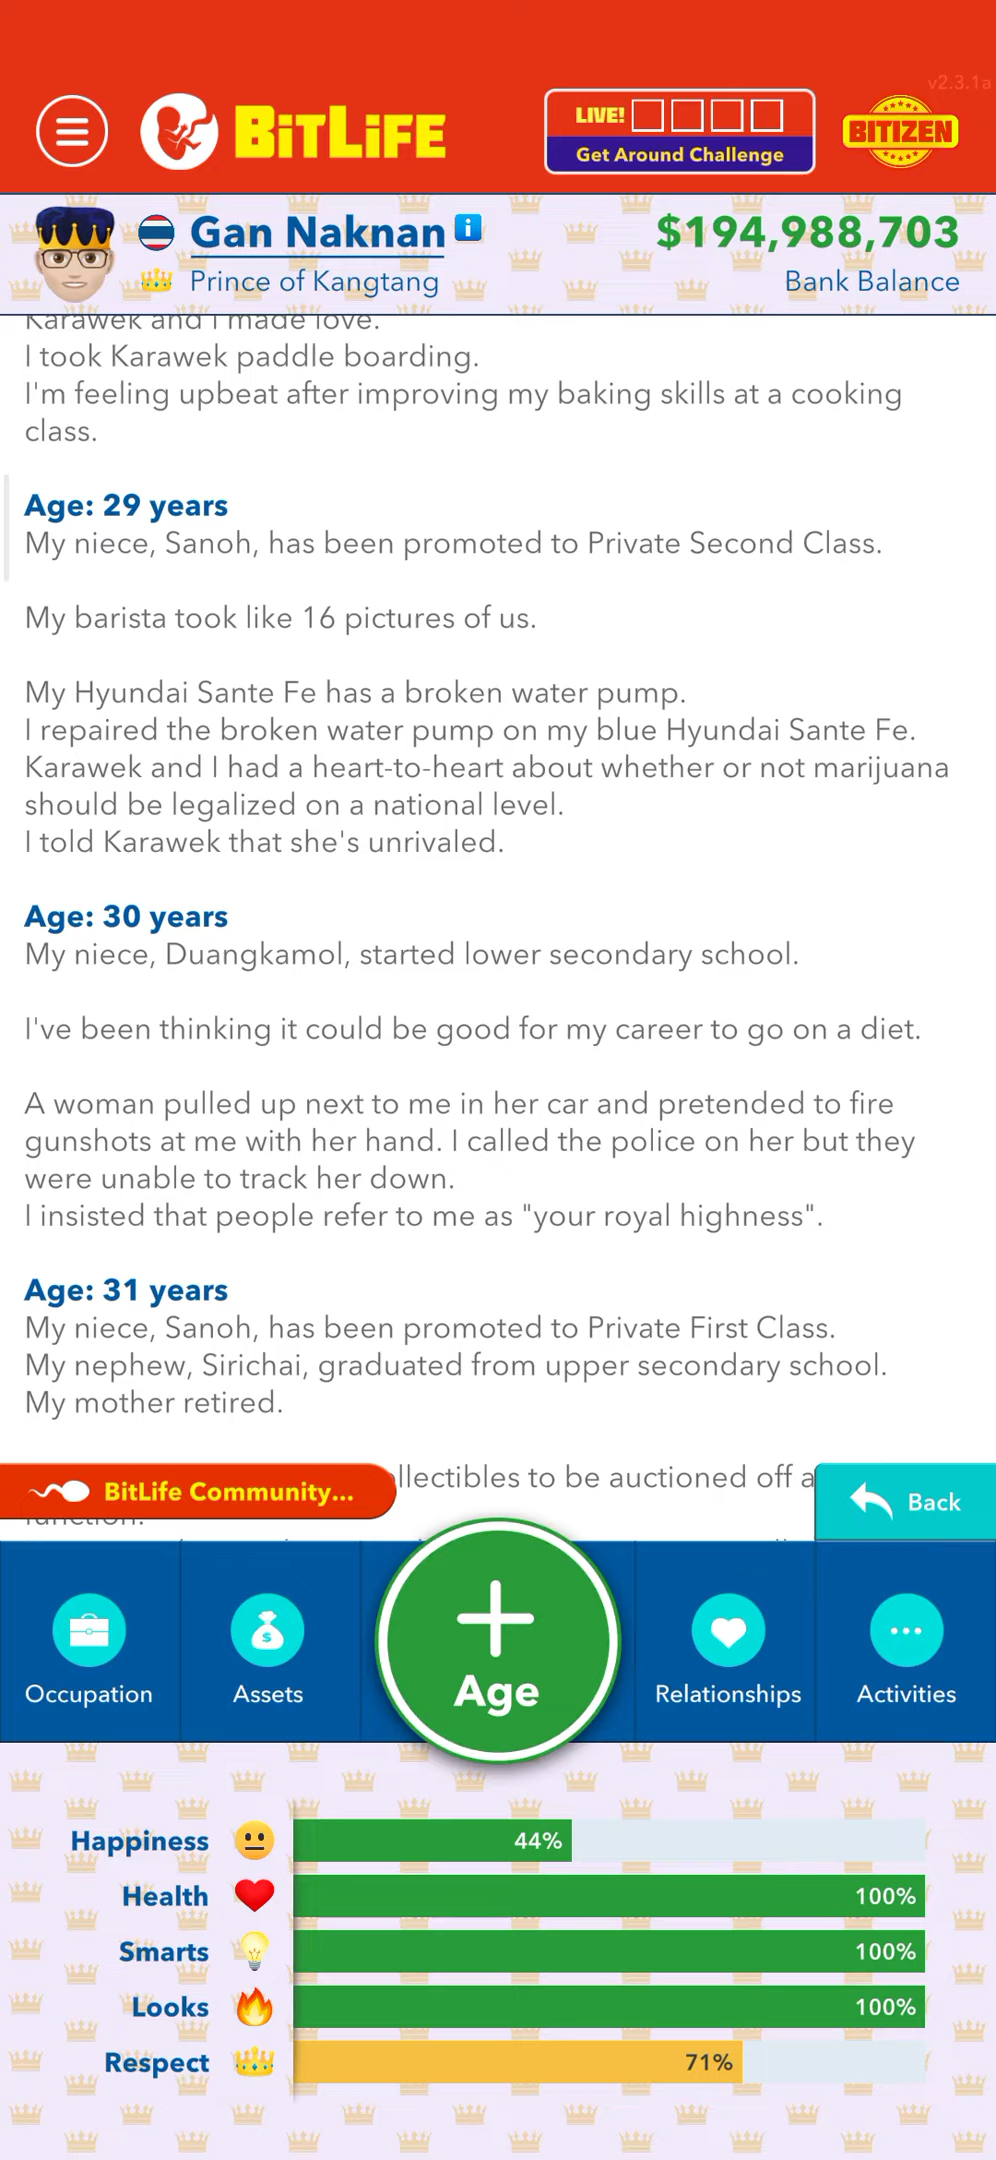 v2.3.1a
BITLIFE
LIVE!
Get Around Challenge
BITIZEN
Gan Naknan
$194,988,703
Prince of Kangtang
Bank Balance
Karawek and I made love.
I took Karawek paddle boarding.
I'm feeling upbeat after improving my baking skills at a cooking
class.
Age: 29 years
My niece, Sanoh, has been promoted to Private Second Class.
My barista took like 16 pictures of us.
My Hyundai Sante Fe has a broken water pump.
I repaired the broken water pump on my blue Hyundai Sante Fe.
Karawek and I had a heart-to-heart about whether or not marijuana
should be legalized on a national level.
I told Karawek that she's unrivaled.
Age: 30 years
My niece, Duangkamol, started lower secondary school.
I've been thinking it could be good for my career to go on a diet.
A woman pulled up next to me in her car and pretended to fire
gunshots at me with her hand. I called the police on her but they
were unable to track her down.
I insisted that people refer to me as "your royal highness".
Age: 31 years
My niece, Sanoh, has been promoted to Private First Class.
My nephew, Sirichai, graduated from upper secondary school.
My mother retired.
BitLife Community...
llectibles to be auctioned off a
Back
function.
Occupation
Assets
Age
Relationships
Activities
Happiness 44%
Health 100%
Smarts 100%
Looks 100%
Respect 71%